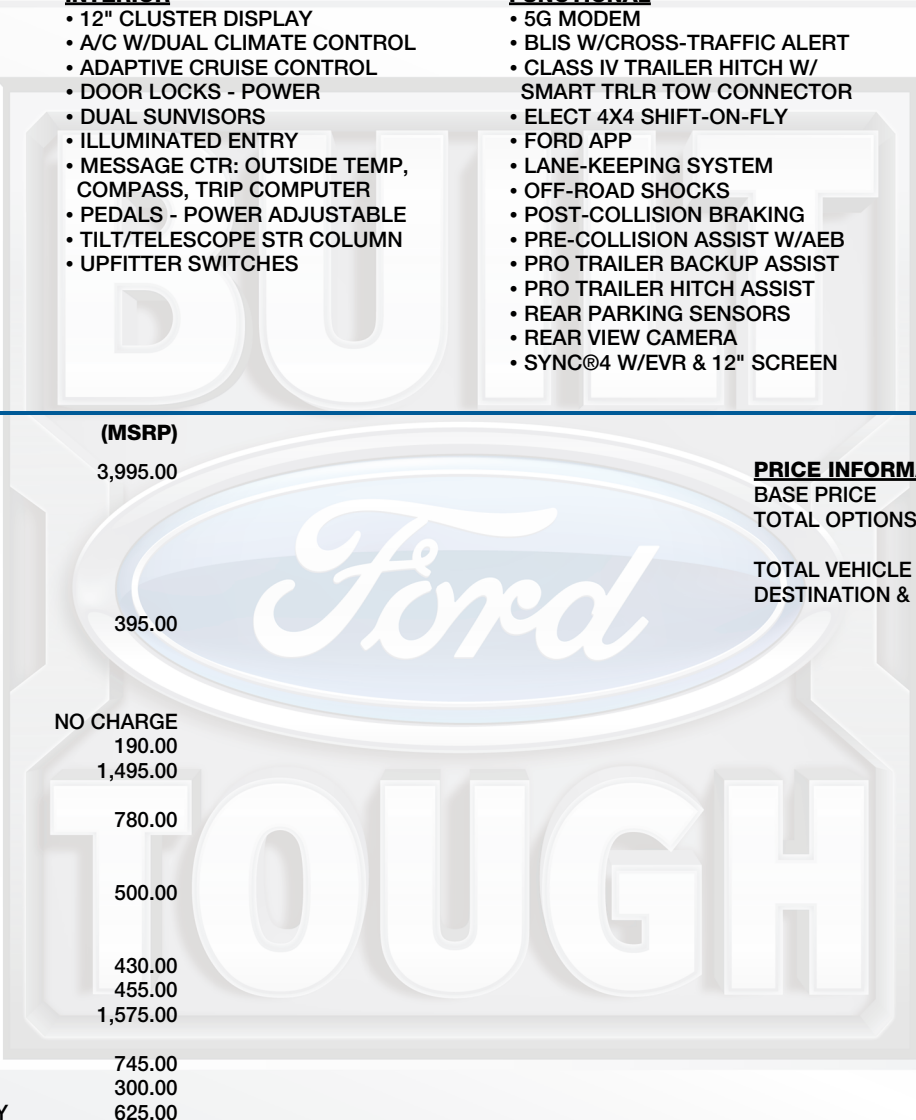 INTERIOR
• 12" CLUSTER DISPLAY
• A/C W/DUAL CLIMATE CONTROL
• ADAPTIVE CRUISE CONTROL
• DOOR LOCKS - POWER
• DUAL SUNVISORS
• ILLUMINATED ENTRY
• MESSAGE CTR: OUTSIDE TEMP,
COMPASS, TRIP COMPUTER
• PEDALS - POWER ADJUSTABLE
• TILT/TELESCOPE STR COLUMN
• UPFITTER SWITCHES
FUNCTIONAL
• 5G MODEM
• BLIS W/CROSS-TRAFFIC ALERT
• CLASS IV TRAILER HITCH W/
SMART TRLR TOW CONNECTOR
• ELECT 4X4 SHIFT-ON-FLY
• FORD APP
• LANE-KEEPING SYSTEM
• OFF-ROAD SHOCKS
• POST-COLLISION BRAKING
• PRE-COLLISION ASSIST W/AEB
• PRO TRAILER BACKUP ASSIST
• PRO TRAILER HITCH ASSIST
• REAR PARKING SENSORS
• REAR VIEW CAMERA
• SYNC®4 W/EVR & 12" SCREEN
BUILT
Ford
TOUGH
(MSRP)
3,995.00
395.00
NO CHARGE
190.00
1,495.00
780.00
500.00
430.00
455.00
1,575.00
745.00
300.00
Y 625.00
PRICE INFORM
BASE PRICE
TOTAL OPTIONS
TOTAL VEHICLE
DESTINATION &